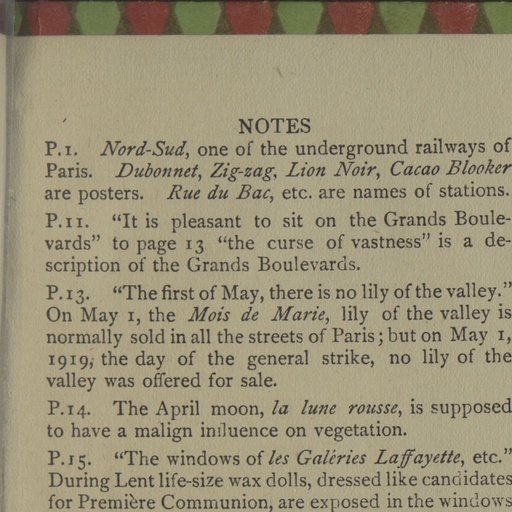 NOTES
P.1. Nord-Sud, one of the underground railways of
Paris. Dubonnet, Zig-zag, Lion Noir, Cacao Blooker
are posters. Rue du Bac, etc. are names of stations.
P.11. "It is pleasant to sit on the Grands Boule-
vards" to page 13 "the curse of vastness" is a de-
scription of the Grands Boulevards.
P.13. "The first of May, there is no lily of the valley."
On May 1, the Mois de Marie, lily of the valley is
normally sold in all the streets of Paris; but on May 1,
1919, the day of the general strike, no lily of the
valley was offered for sale.
P.14. The April moon, la lune rousse, is supposed
to have a malign influence on vegetation.
P.15. "The windows of les Galéries Laffayette, etc."
During Lent life-size wax dolls, dressed like candidates
for Première Communion, are exposed in the windows